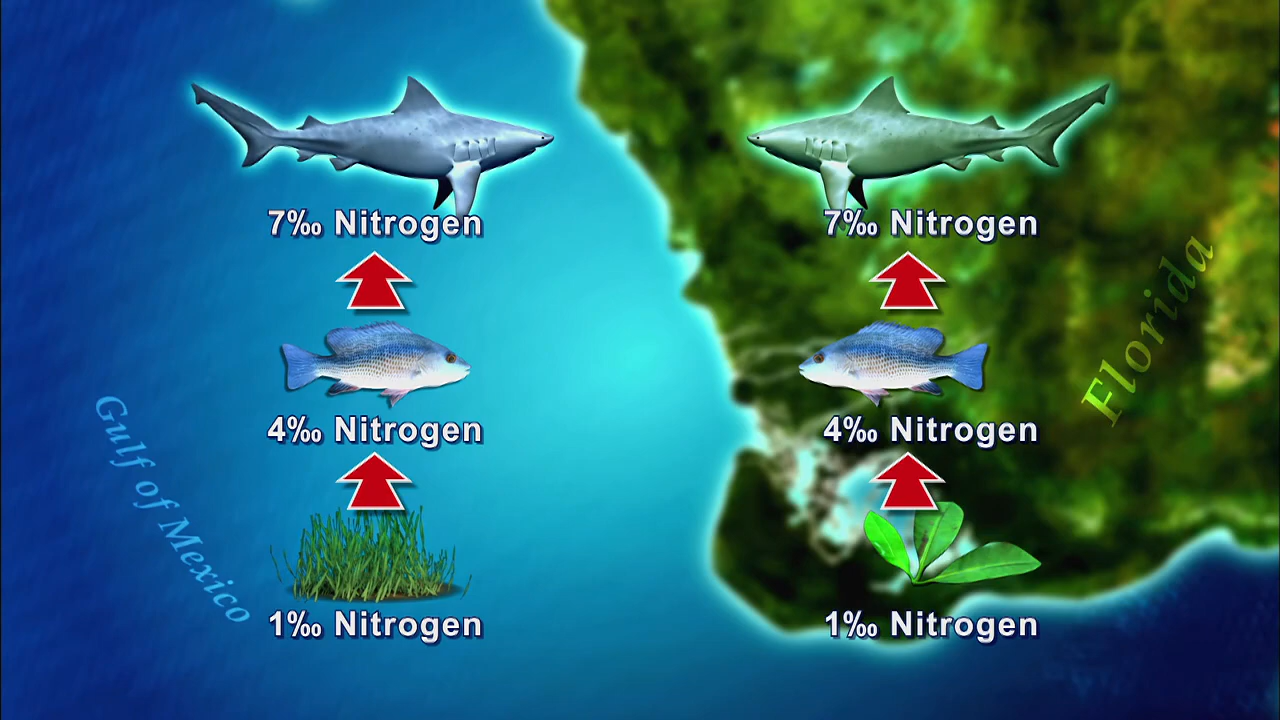 7‰ Nitrogen
7‰ Nitrogen
4‰ Nitrogen
4‰ Nitrogen
1‰ Nitrogen
1‰ Nitrogen
Gulf of Mexico
Florida